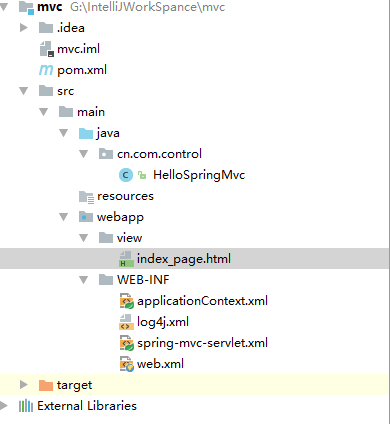 mvc G:\IntelliJWorkSpance\mvc
.idea
mvc.iml
pom.xml
src
main
java
cn.com.control
HelloSpringMvc
resources
webapp
view
index_page.html
WEB-INF
applicationContext.xml
log4j.xml
spring-mvc-servlet.xml
web.xml
target
External Libraries